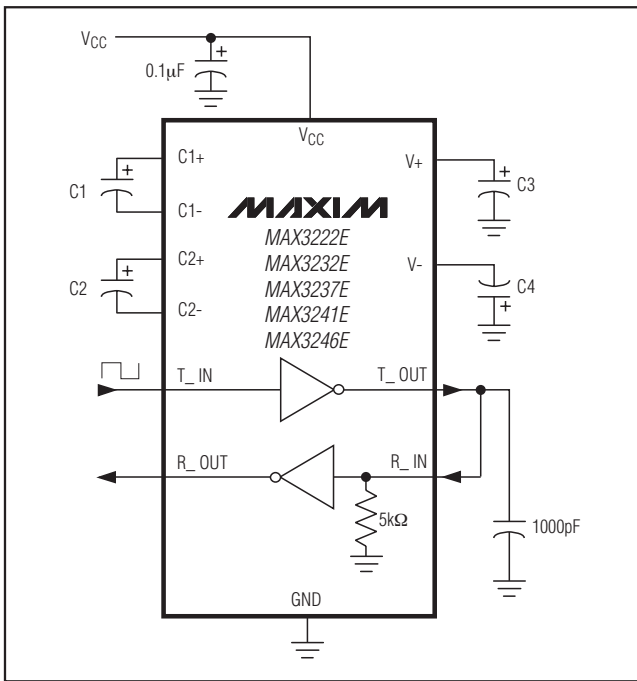 VCC
+
0.1μF
VCC
C1+
C1
+
C1-
C2+
C2
+
C2-
V+
+
C3
V-
C4
+
MAXIM
MAX3222E
MAX3232E
MAX3237E
MAX3241E
MAX3246E
T_ IN
T_ OUT
R_ OUT
R_ IN
5kΩ
1000pF
GND